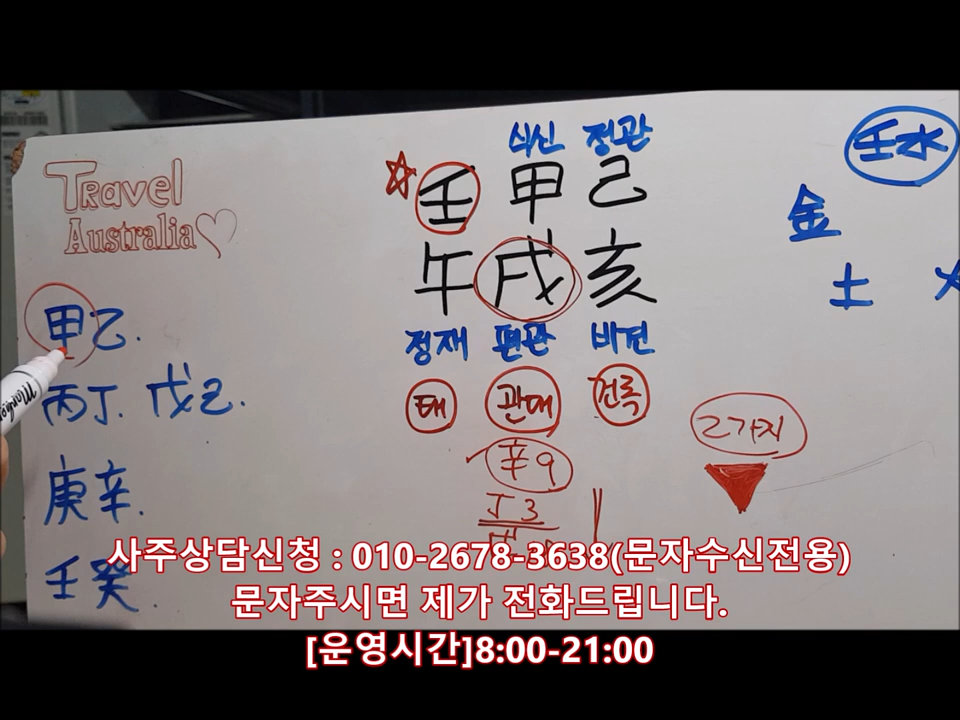 Travel
Australia
식신 정관
壬 甲 己
午 戌 亥
정재 편관 비견
태 관대 건록
辛 9
丁 3
壬水
金
土
2가지
甲乙.
丙丁. 戊己.
庚辛.
壬癸
사주상담신청 : 010-2678-3638(문자수신전용)
문자주시면 제가 전화드립니다.
[운영시간]8:00-21:00